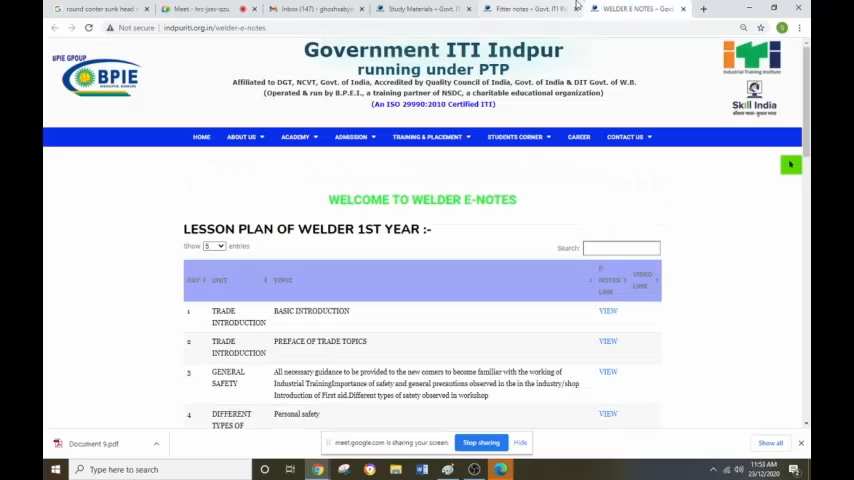 round conter sunk head
Meet - hrc-jxsv-qzu
Inbox (147) - ghoshsaby
Study Materials – Govt. IT
Fitter notes – Govt. ITI IN
WELDER E NOTES – Gov
Not secure
indpuriti.org.in/welder-e-notes
BPIE GROUP
BPIE
Government ITI Indpur
running under PTP
Affiliated to DGT, NCVT, Govt. of India, Accredited by Quality Council of India, Govt. of India & DIT Govt. of W.B.
(Operated & run by B.P.E.I., a training partner of NSDC, a charitable educational organization)
(An ISO 29990:2010 Certified ITI)
Industrial Training Institute
Skill India
HOME ABOUT US ACADEMY ADMISSION TRAINING & PLACEMENT STUDENTS CORNER CAREER CONTACT US
WELCOME TO WELDER E-NOTES
LESSON PLAN OF WELDER 1ST YEAR :-
Show 5 entries
Search:
DAY UNIT TOPIC E-NOTES LINK VIDEO LINK
1 TRADE INTRODUCTION BASIC INTRODUCTION VIEW
2 TRADE INTRODUCTION PREFACE OF TRADE TOPICS VIEW
3 GENERAL SAFETY All necessary guidance to be provided to the new comers to become familiar with the working of VIEW
Industrial TrainingImportance of safety and general precautions observed in the in the industry/shop
Introduction of First aid.Different types of satety observed in workshop
4 DIFFERENT TYPES OF Personal safety VIEW
Document 9.pdf
meet.google.com is sharing your screen.
Stop sharing
Hide
Show all
Type here to search
11:53 AM
23/12/2020